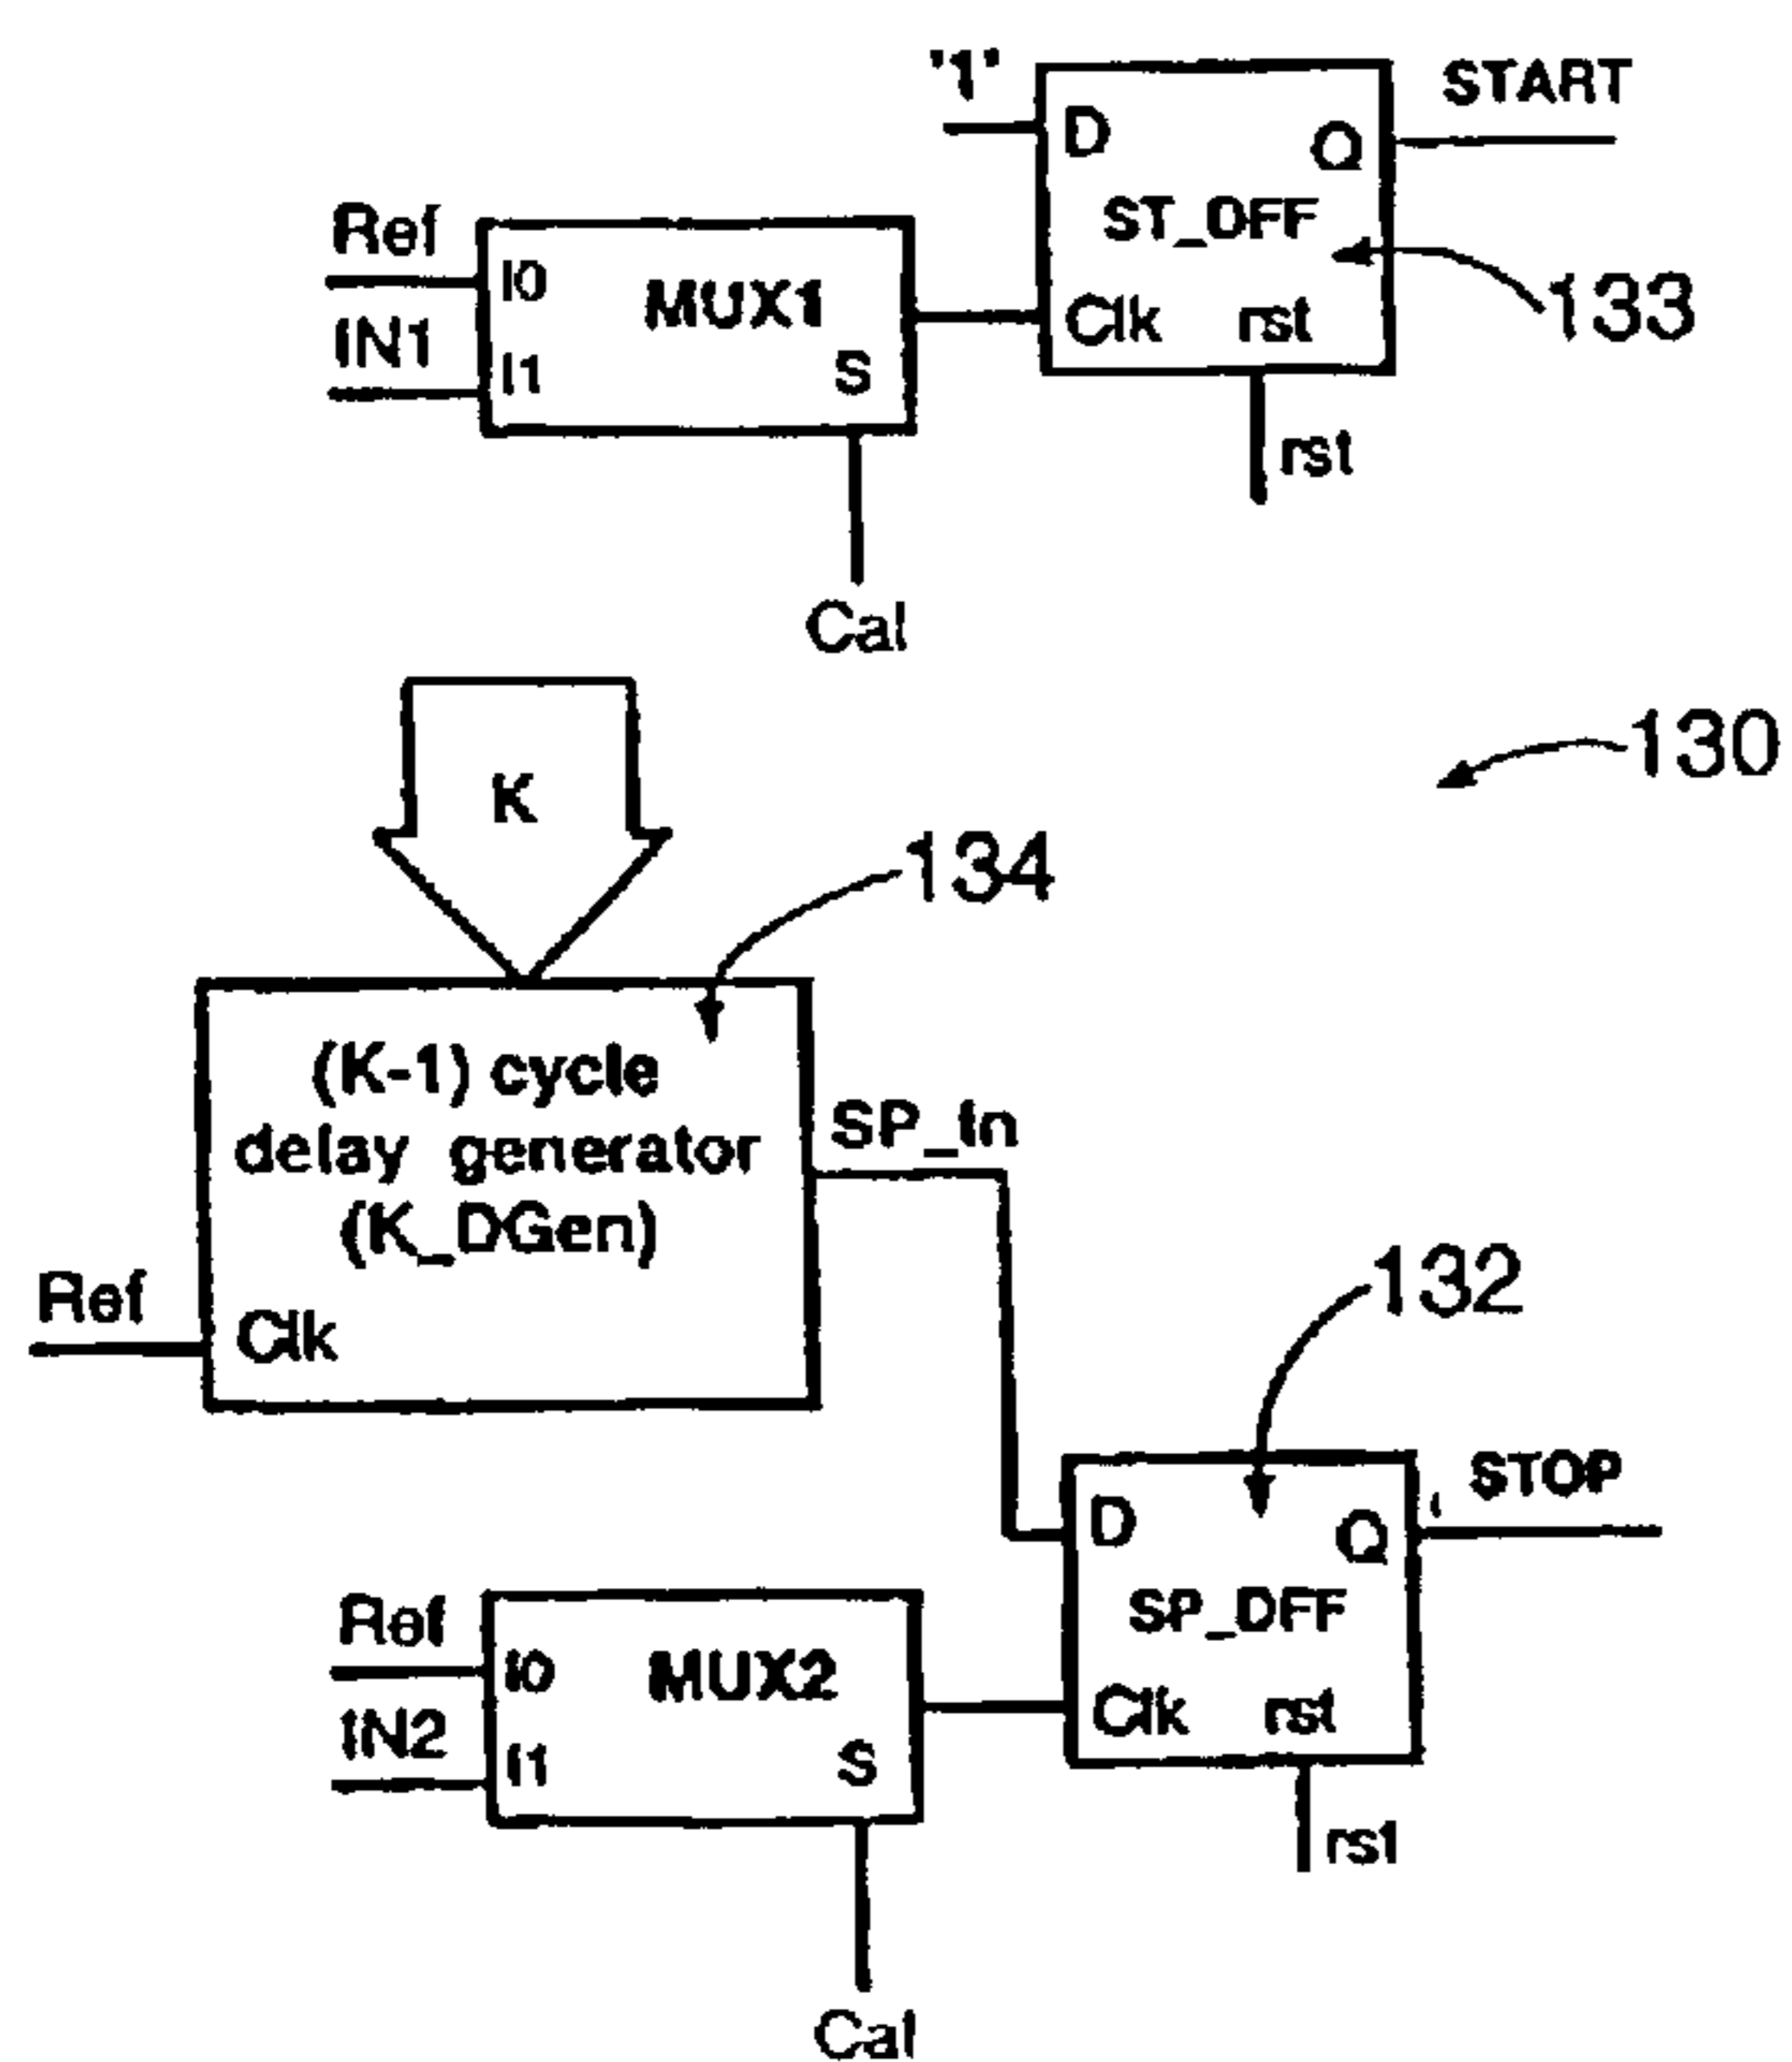 '1'
D
Q
START
ST_OFF
Clk
rst
133
rst
Ref
IN1
I0
I1
MUX1
S
Cal
130
K
134
(K-1) cycle
delay generator
(K_DGen)
Ref
Clk
SP_in
132
D
Q
STOP
SP_DFF
Clk
rst
rst
Ref
IN2
I0
I1
MUX2
S
Cal